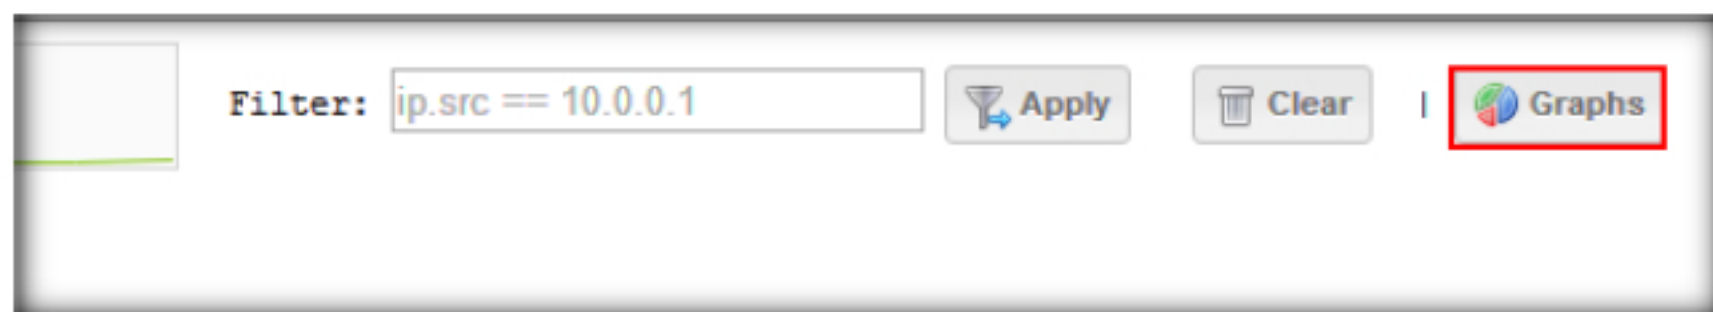 Filter: ip.src == 10.0.0.1 Apply Clear | Graphs